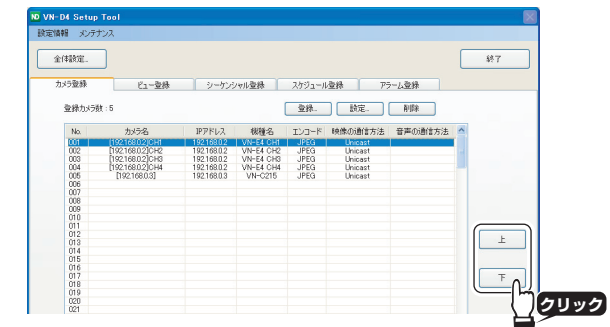 VN-D4 Setup Tool
設定情報 メンテナンス
全体設定... 終了
カメラ登録 ビュー登録 シーケンシャル登録 スケジュール登録 アラーム登録
登録カメラ数 : 5 登録... 設定... 削除
No. カメラ名 IPアドレス 機種名 エンコード 映像の通信方法 音声の通信方法
001 [192.168.0.2]CH1 192.168.0.2 VN-E4 CH1 JPEG Unicast
002 [192.168.0.2]CH2 192.168.0.2 VN-E4 CH2 JPEG Unicast
003 [192.168.0.2]CH3 192.168.0.2 VN-E4 CH3 JPEG Unicast
004 [192.168.0.2]CH4 192.168.0.2 VN-E4 CH4 JPEG Unicast
005 [192.168.0.3] 192.168.0.3 VN-C215 JPEG Unicast
006
007
008
009
010
011
012
013
014
015
016
017
018
019
020
021
上
下
クリック